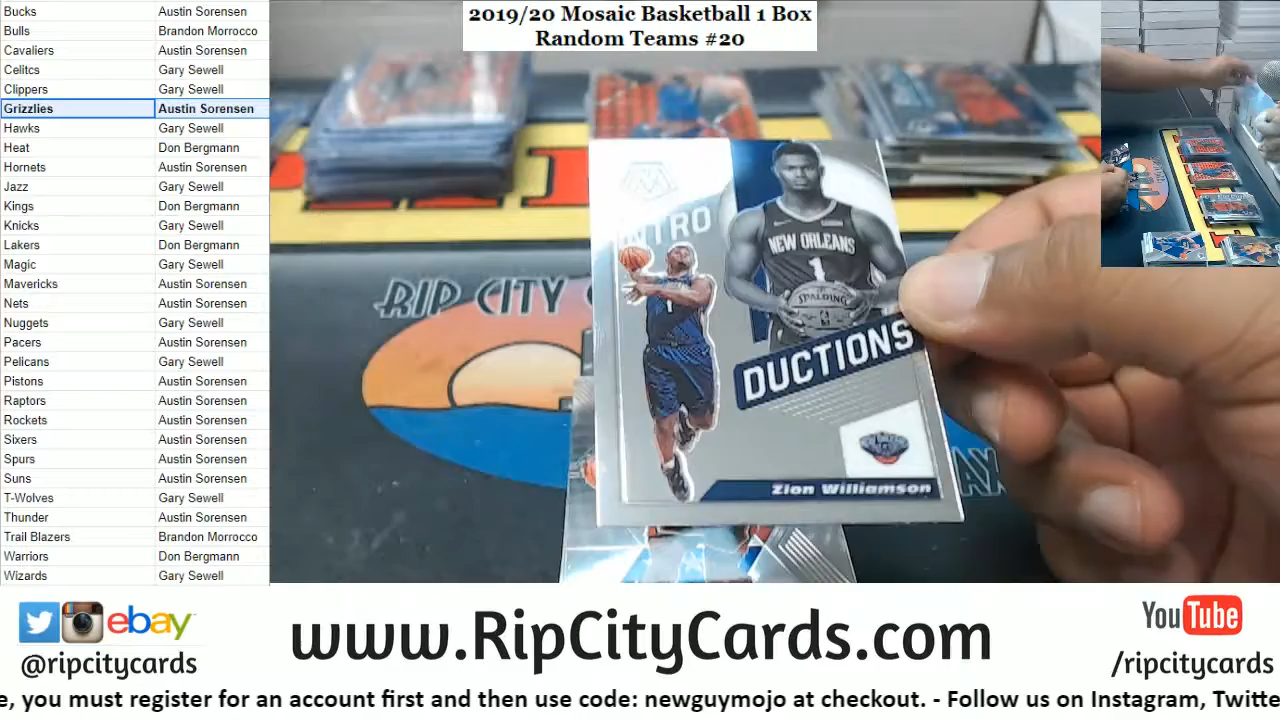 2019/20 Mosaic Basketball 1 Box
Random Teams #20
Bucks Austin Sorensen
Bulls Brandon Morrocco
Cavaliers Austin Sorensen
Celitcs Gary Sewell
Clippers Gary Sewell
Grizzlies Austin Sorensen
Hawks Gary Sewell
Heat Don Bergmann
Hornets Austin Sorensen
Jazz Gary Sewell
Kings Don Bergmann
Knicks Gary Sewell
Lakers Don Bergmann
Magic Gary Sewell
Mavericks Austin Sorensen
Nets Austin Sorensen
Nuggets Gary Sewell
Pacers Austin Sorensen
Pelicans Gary Sewell
Pistons Austin Sorensen
Raptors Austin Sorensen
Rockets Austin Sorensen
Sixers Austin Sorensen
Spurs Austin Sorensen
Suns Austin Sorensen
T-Wolves Gary Sewell
Thunder Austin Sorensen
Trail Blazers Brandon Morrocco
Warriors Don Bergmann
Wizards Gary Sewell
INTRO
NEW ORLEANS
1
SPALDING
DUCTIONS
Zion Williamson
RIP CITY
ebay
@ripcitycards
www.RipCityCards.com
YouTube
/ripcitycards
e, you must register for an account first and then use code: newguymojo at checkout. - Follow us on Instagram, Twitte